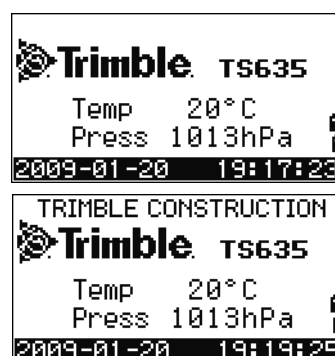 Trimble TS635
Temp 20°C
Press 1013hPa
2009-01-20 19:17:23
TRIMBLE CONSTRUCTION
Trimble TS635
Temp 20°C
Press 1013hPa
2009-01-20 19:19:35